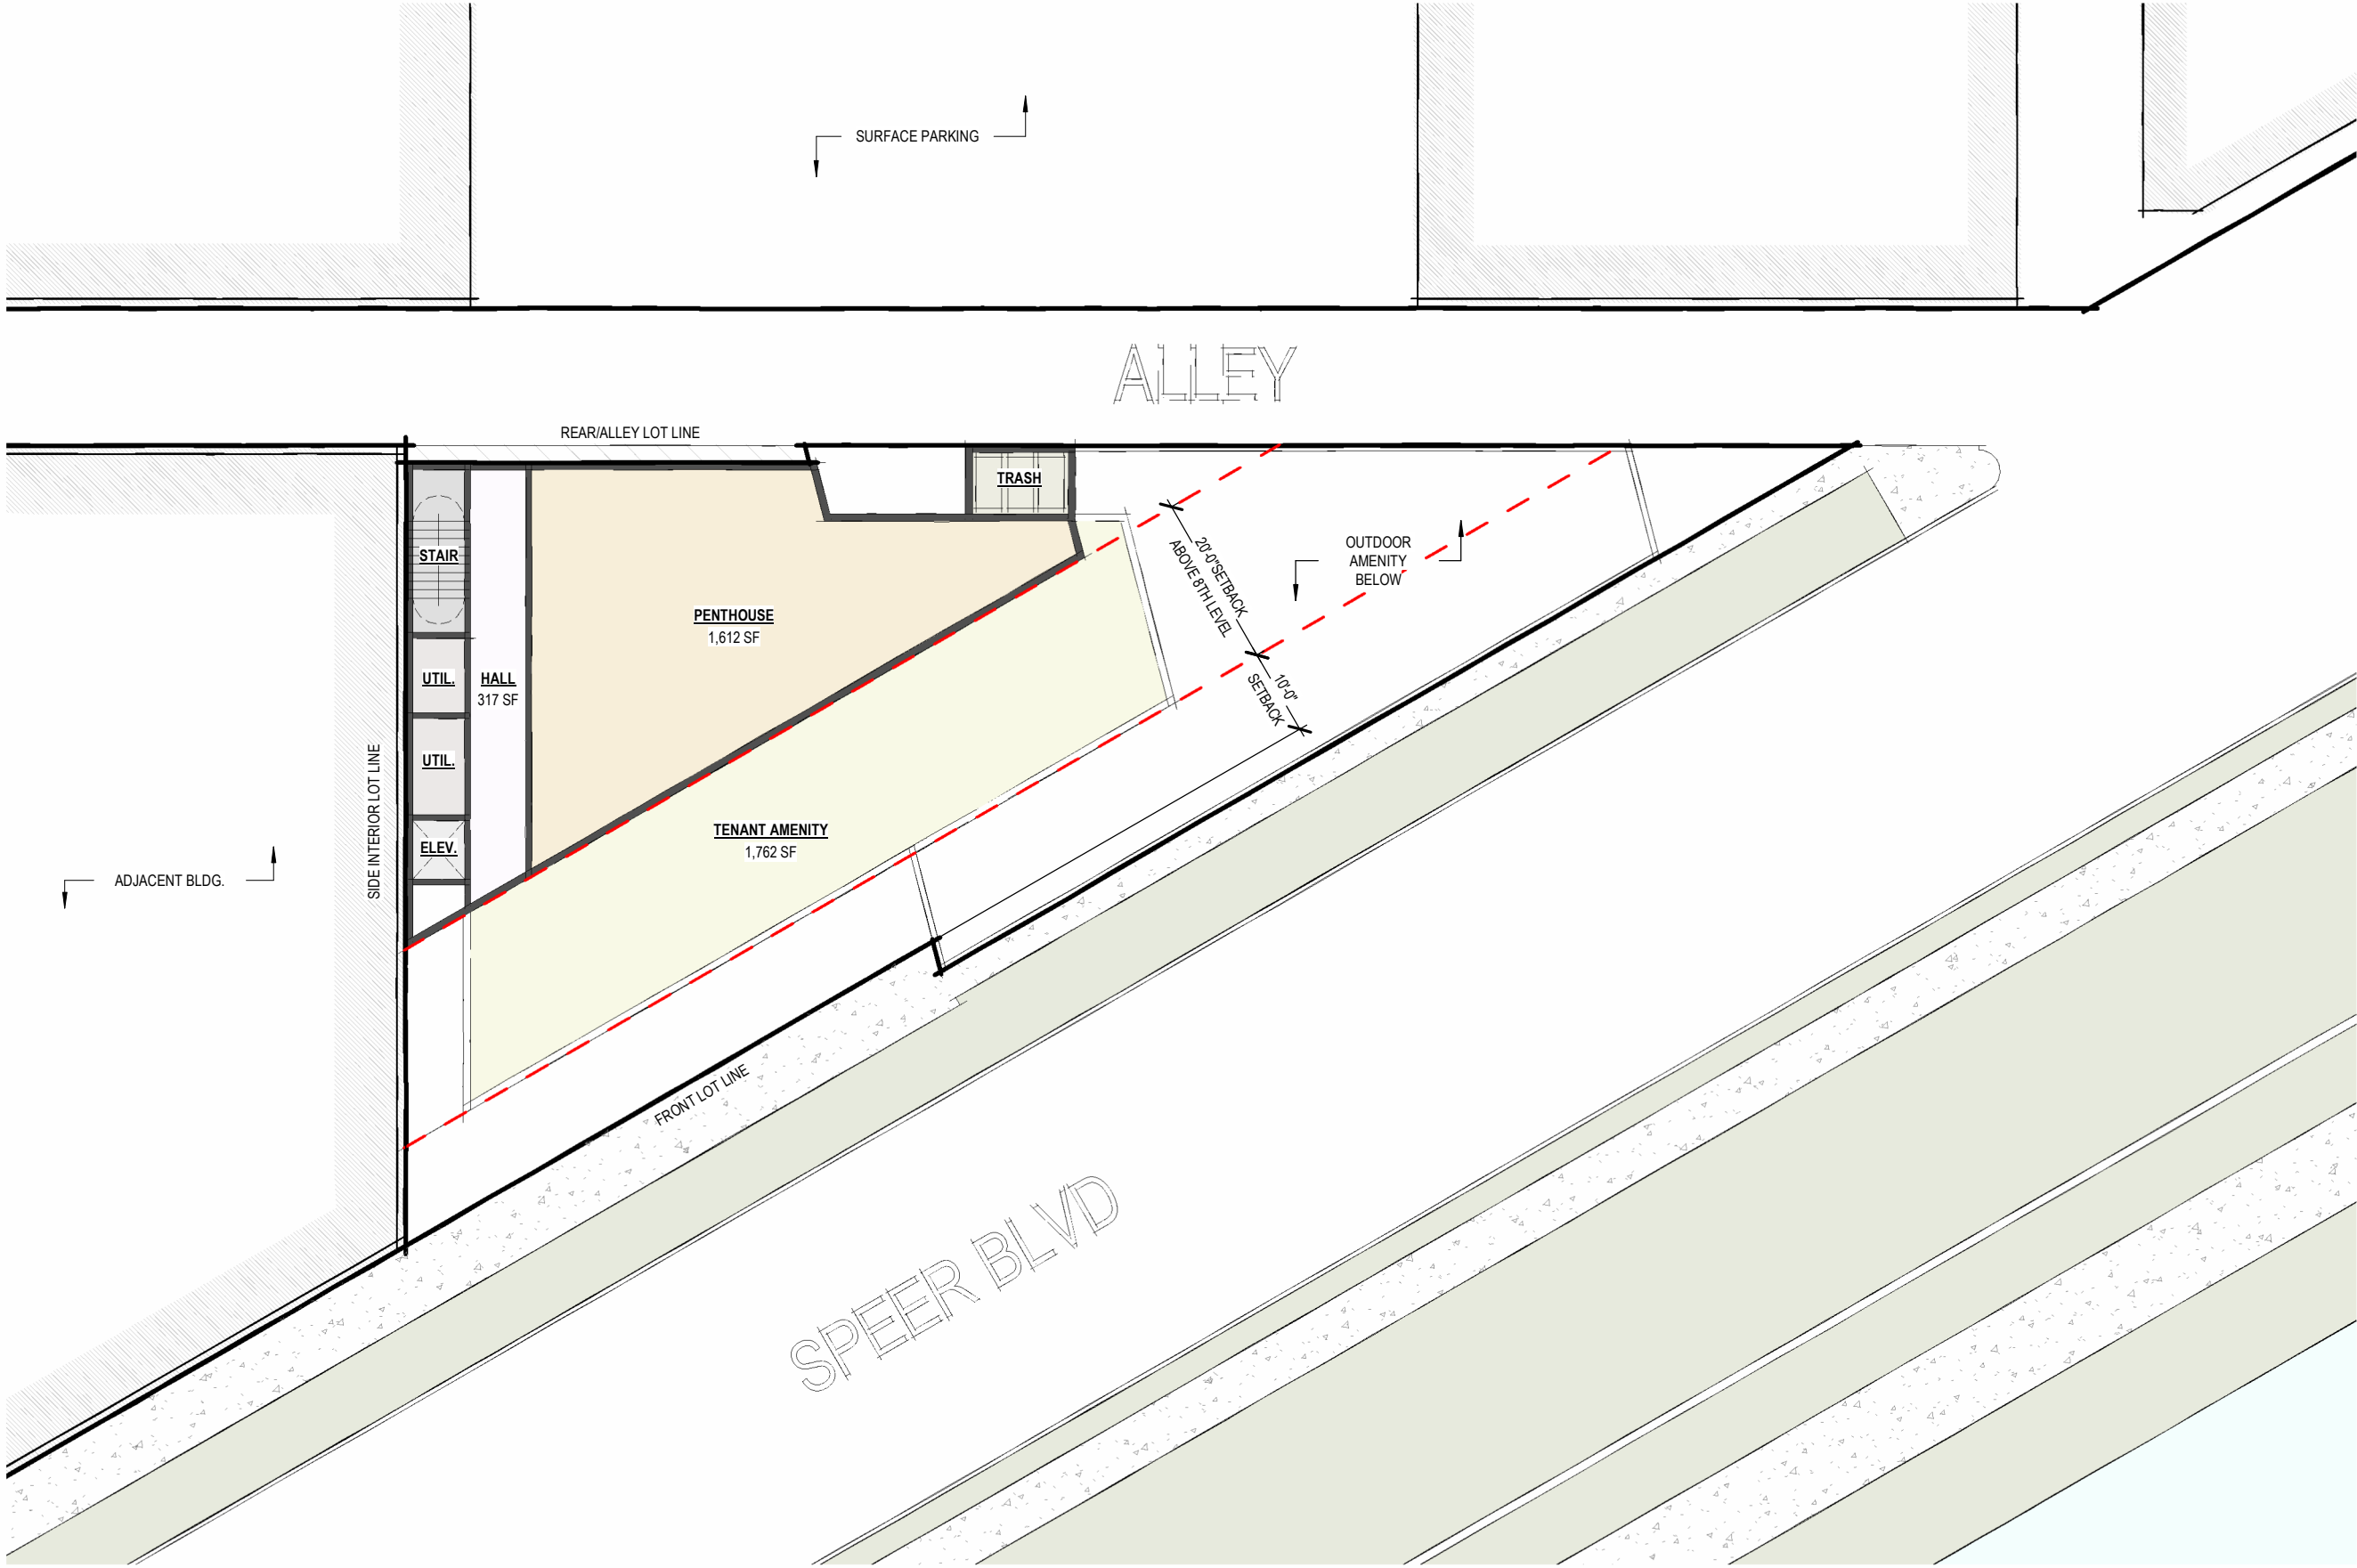 SURFACE PARKING
ALLEY
REAR/ALLEY LOT LINE
TRASH
STAIR
20'-0"SETBACK
ABOVE 8TH LEVEL
OUTDOOR
AMENITY
BELOW
PENTHOUSE
1,612 SF
UTIL.
HALL
317 SF
10'-0"
SETBACK
UTIL.
SIDE INTERIOR LOT LINE
TENANT AMENITY
1,762 SF
ELEV.
ADJACENT BLDG.
FRONT LOT LINE
SPEER BLVD